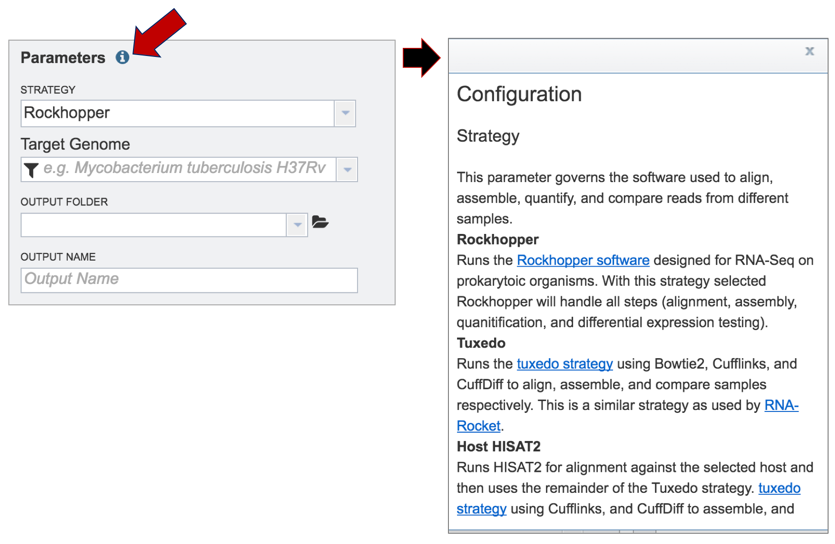 Parameters
STRATEGY
Rockhopper
Target Genome
e.g. Mycobacterium tuberculosis H37Rv
OUTPUT FOLDER
OUTPUT NAME
Output Name
x
Configuration
Strategy
This parameter governs the software used to align,
assemble, quantify, and compare reads from different
samples.
Rockhopper
Runs the Rockhopper software designed for RNA-Seq on
prokarytoic organisms. With this strategy selected
Rockhopper will handle all steps (alignment, assembly,
quanitification, and differential expression testing).
Tuxedo
Runs the tuxedo strategy using Bowtie2, Cufflinks, and
CuffDiff to align, assemble, and compare samples
respectively. This is a similar strategy as used by RNA-
Rocket.
Host HISAT2
Runs HISAT2 for alignment against the selected host and
then uses the remainder of the Tuxedo strategy. tuxedo
strategy using Cufflinks, and CuffDiff to assemble, and